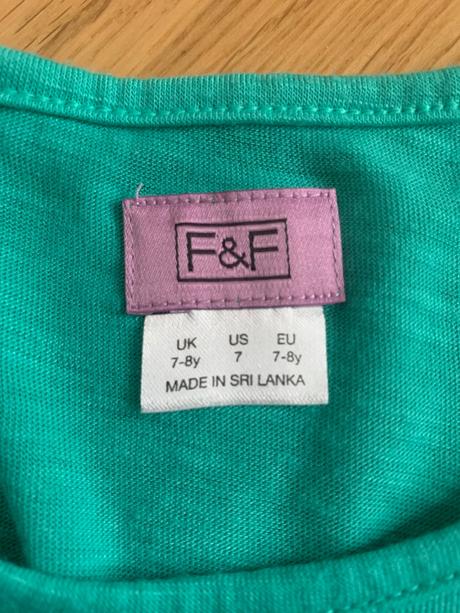 F&F
UK US EU
7-8y 7 7-8y
MADE IN SRI LANKA